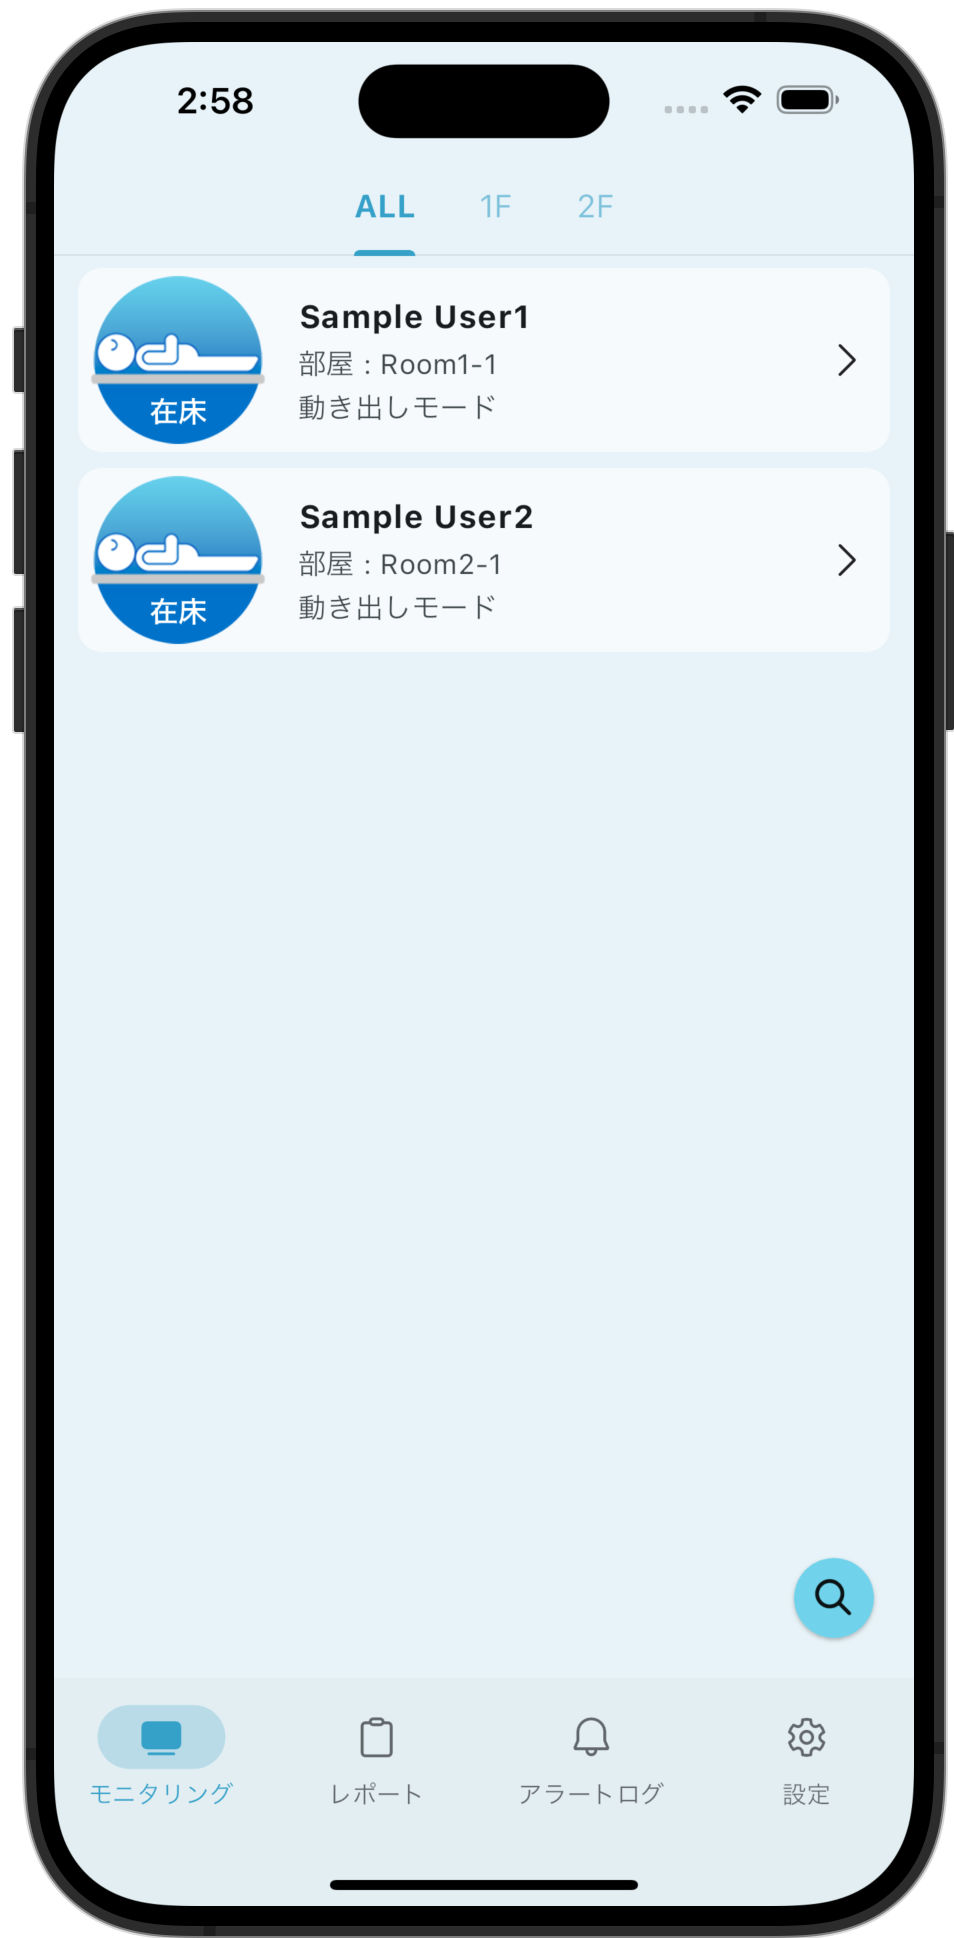 2:58
ALL 1F 2F
Sample User1
部屋 : Room1-1
動き出しモード
在床
Sample User2
部屋 : Room2-1
動き出しモード
在床
モニタリング レポート アラートログ 設定